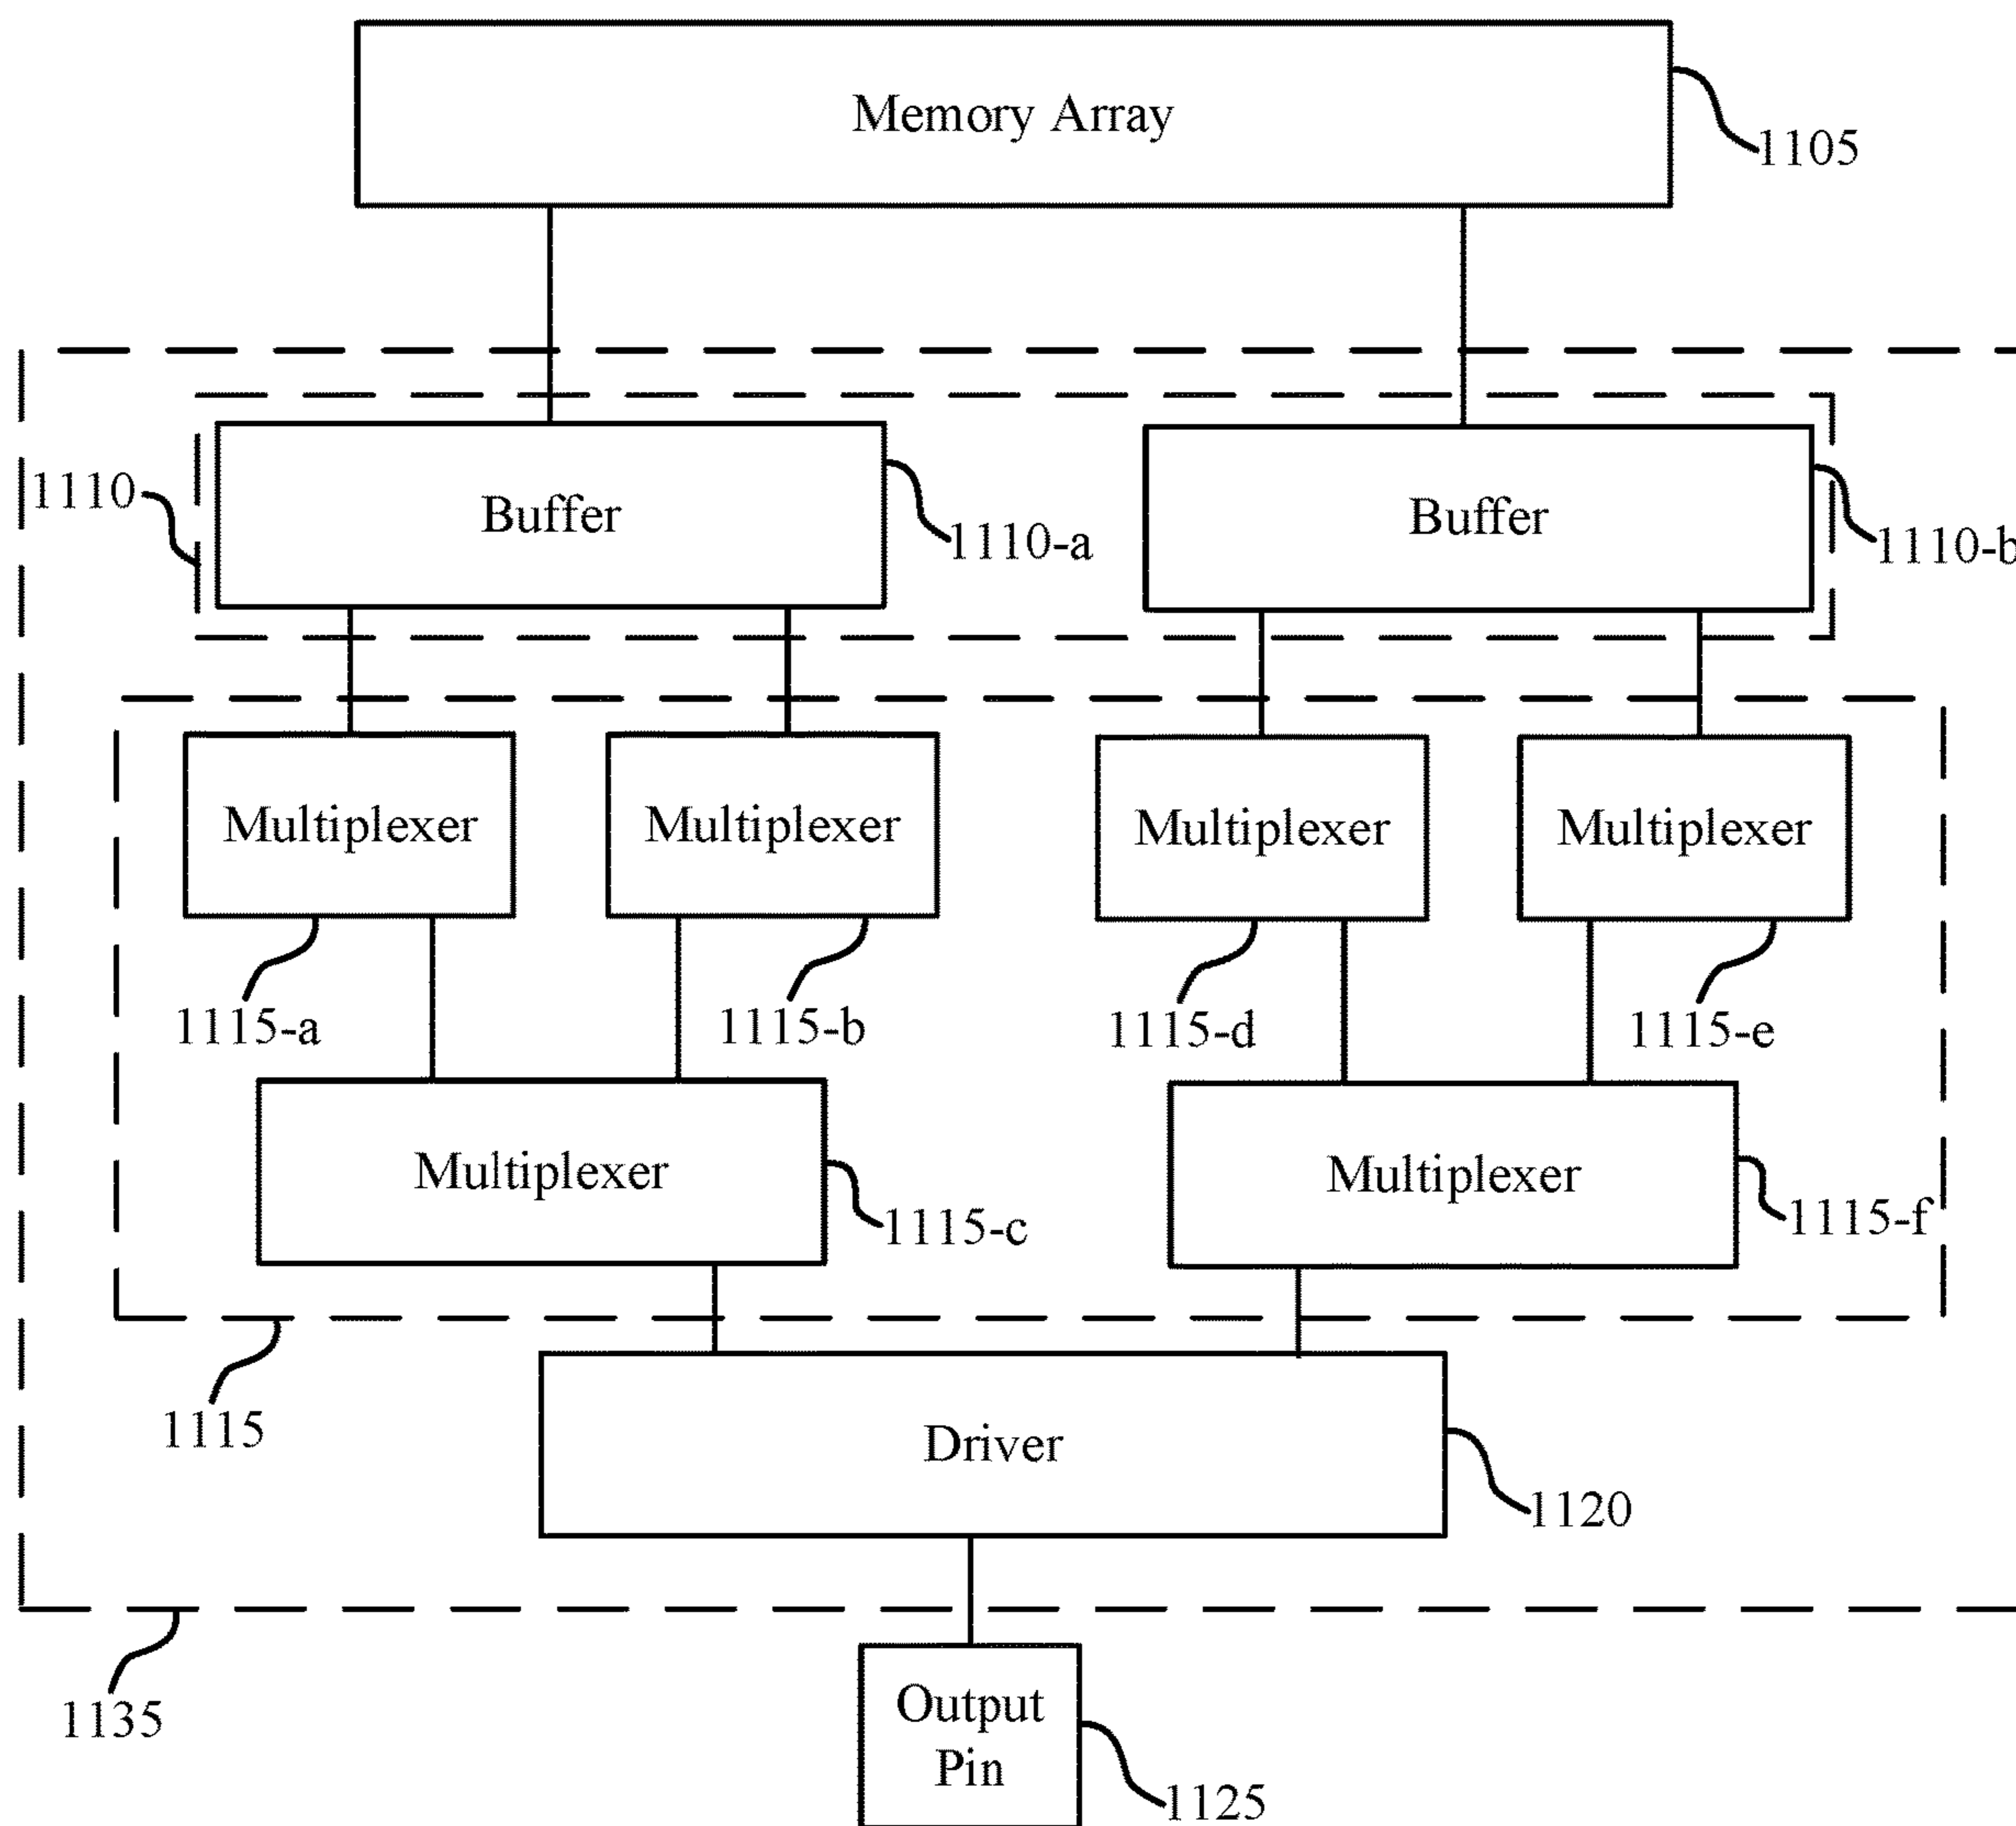 Memory Array
1105
1110
Buffer
1110-a
Buffer
1110-b
Multiplexer
Multiplexer
Multiplexer
Multiplexer
1115-a
1115-b
1115-d
1115-e
Multiplexer
1115-c
Multiplexer
1115-f
1115
Driver
1120
1135
Output
Pin
1125